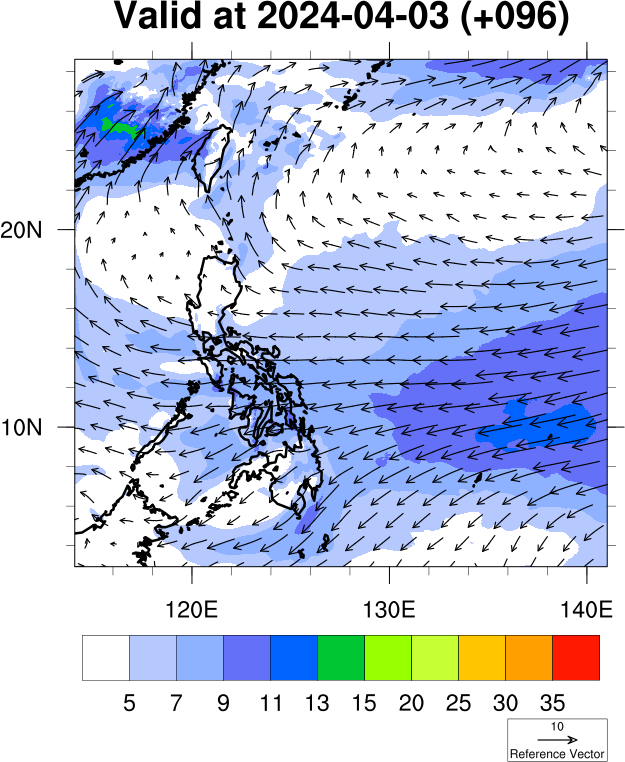 Valid at 2024-04-03 (+096)
20N
10N
120E 130E 140E
5 7 9 11 13 15 20 25 30 35
10
Reference Vector